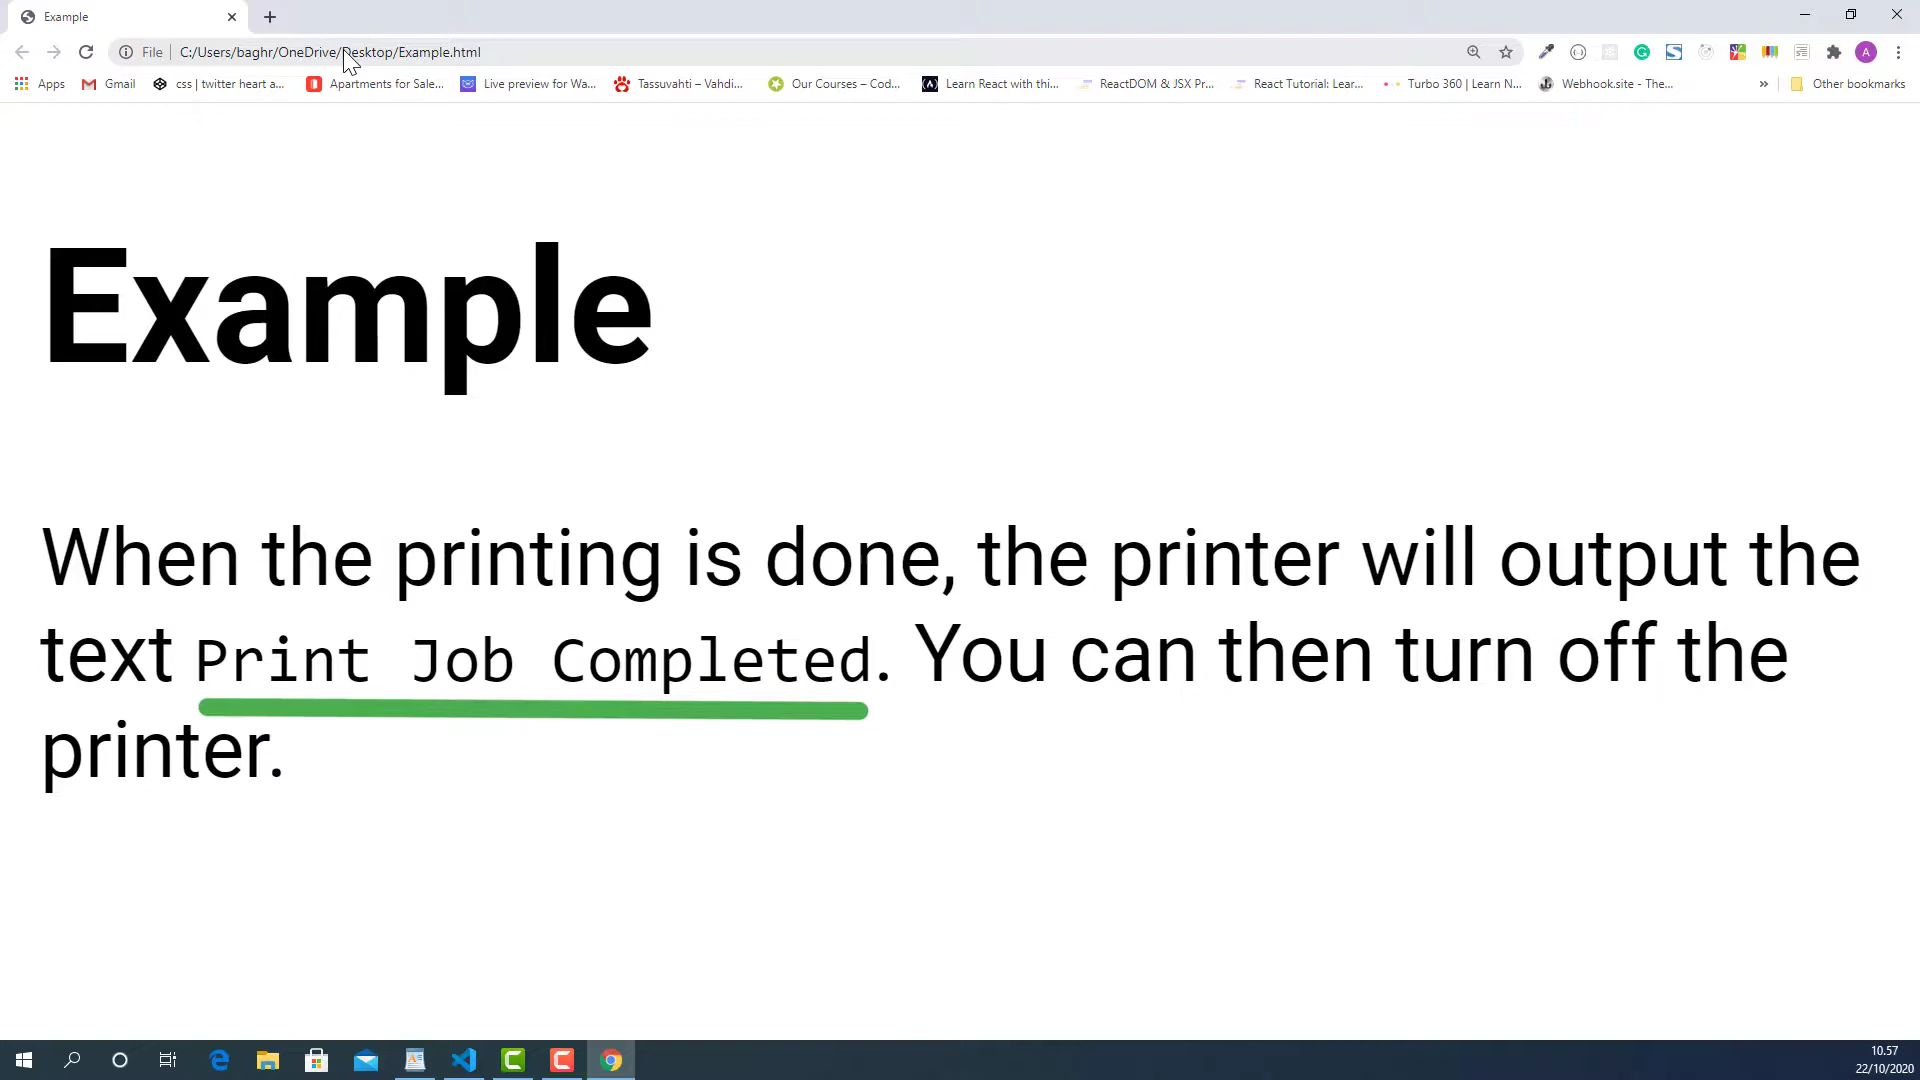 Example
File C:/Users/baghr/OneDrive/Desktop/Example.html
Apps Gmail css | twitter heart a... Apartments for Sale... Live preview for Wa... Tassuvahti – Vahdi... Our Courses – Cod... Learn React with thi... ReactDOM & JSX Pr... React Tutorial: Lear... Turbo 360 | Learn N... Webhook.site - The... » Other bookmarks
Example
When the printing is done, the printer will output the
text Print Job Completed. You can then turn off the
printer.
10.57
22/10/2020